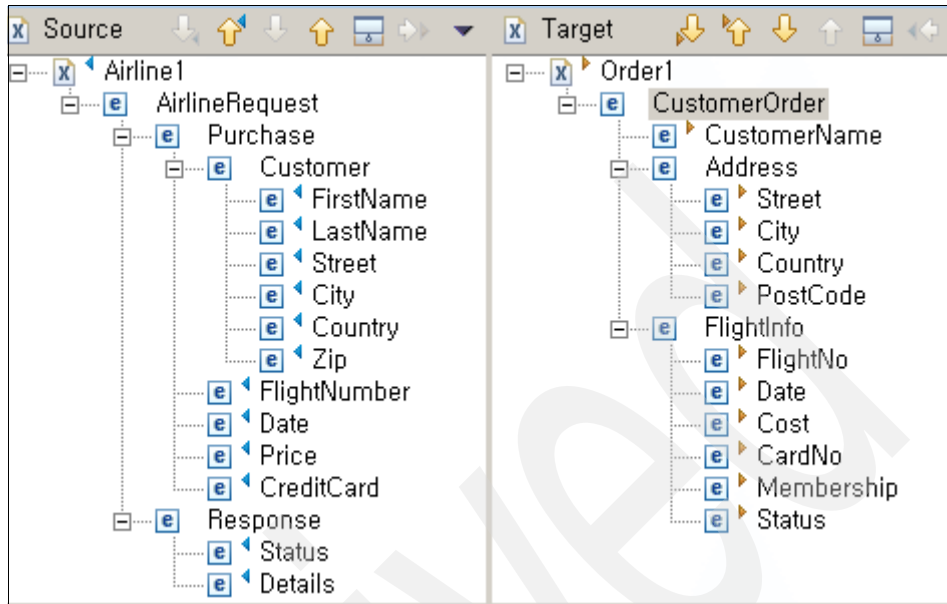 Source
Airline1
AirlineRequest
Purchase
Customer
FirstName
LastName
Street
City
Country
Zip
FlightNumber
Date
Price
CreditCard
Response
Status
Details
Target
Order1
CustomerOrder
CustomerName
Address
Street
City
Country
PostCode
FlightInfo
FlightNo
Date
Cost
CardNo
Membership
Status